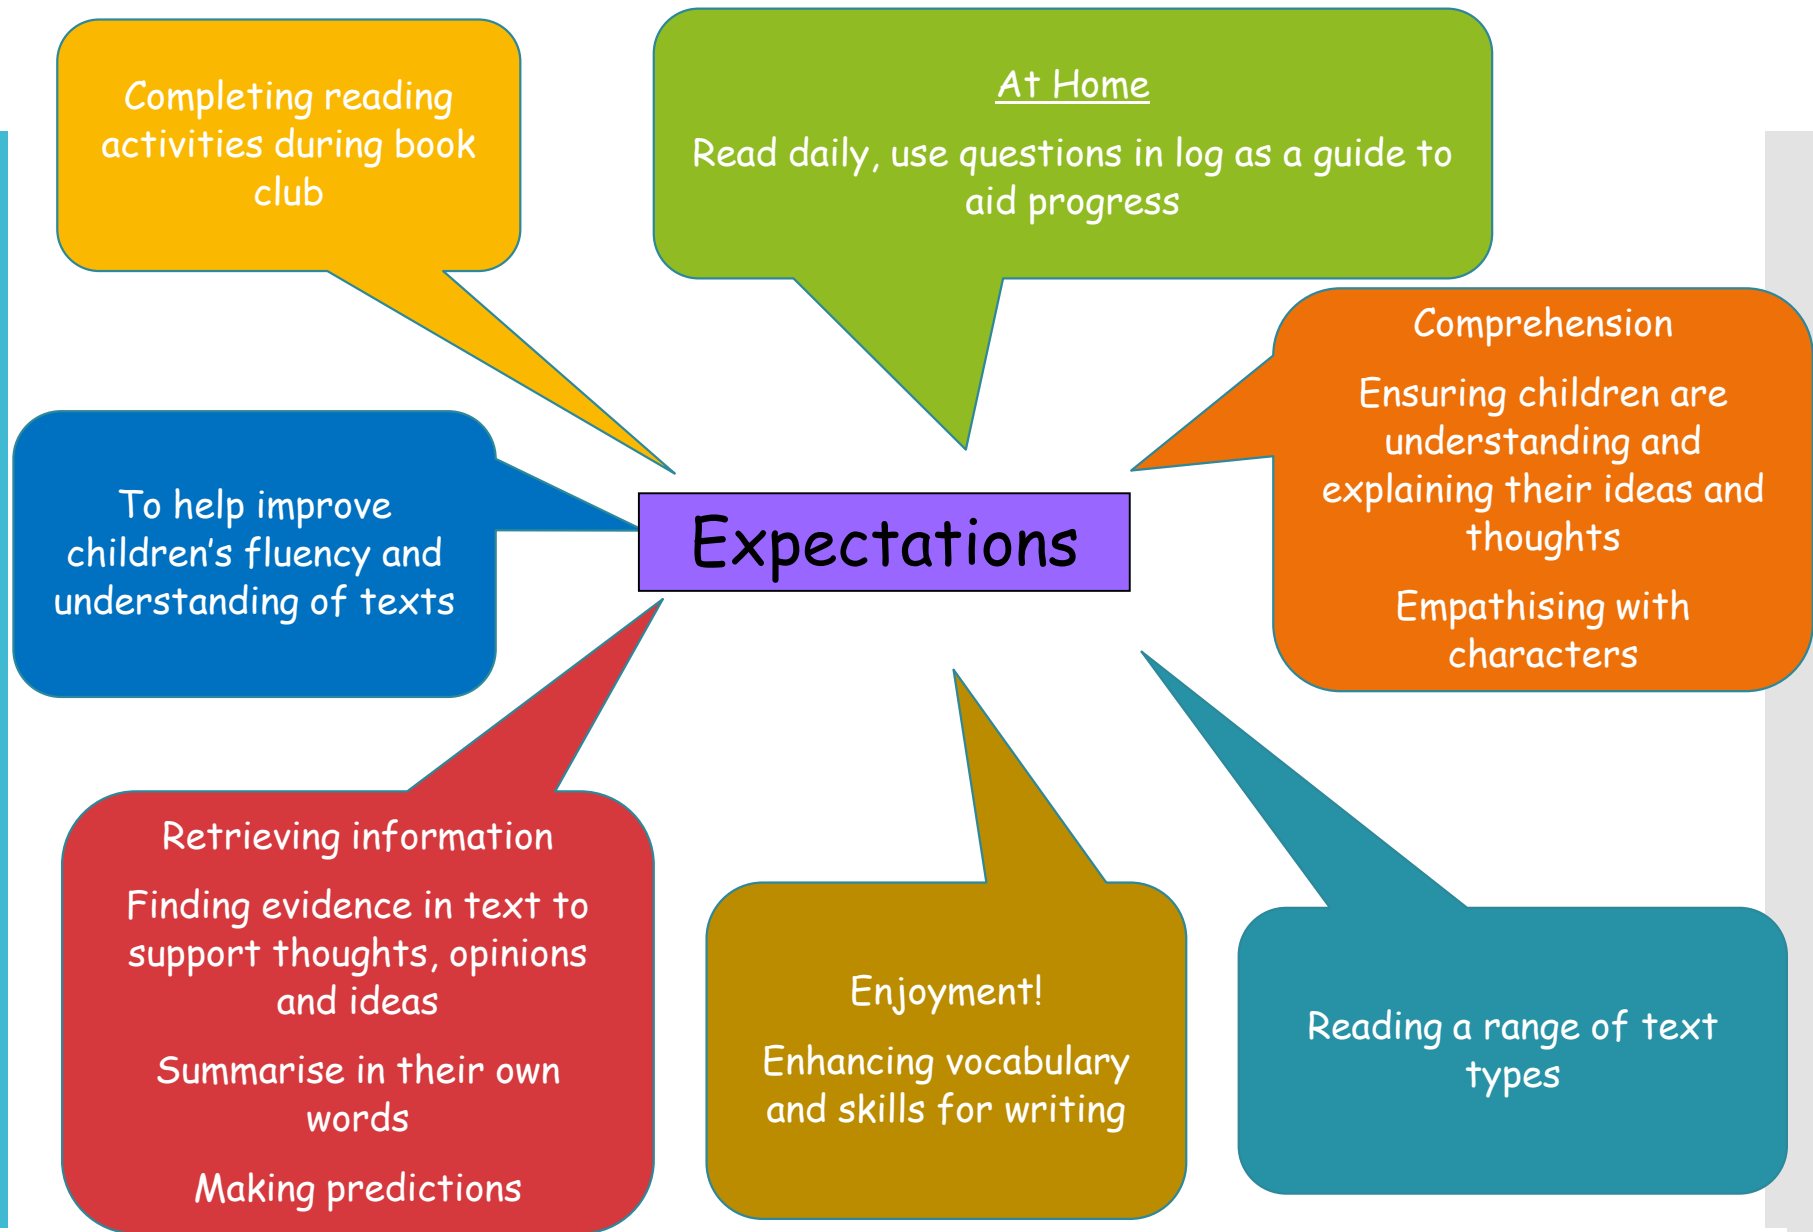 Completing reading
activities during book
club
At Home
Read daily, use questions in log as a guide to
aid progress
Comprehension
Ensuring children are
understanding and
explaining their ideas and
thoughts
Empathising with
characters
To help improve
children’s fluency and
understanding of texts
Expectations
Retrieving information
Finding evidence in text to
support thoughts, opinions
and ideas
Summarise in their own
words
Making predictions
Enjoyment!
Enhancing vocabulary
and skills for writing
Reading a range of text
types